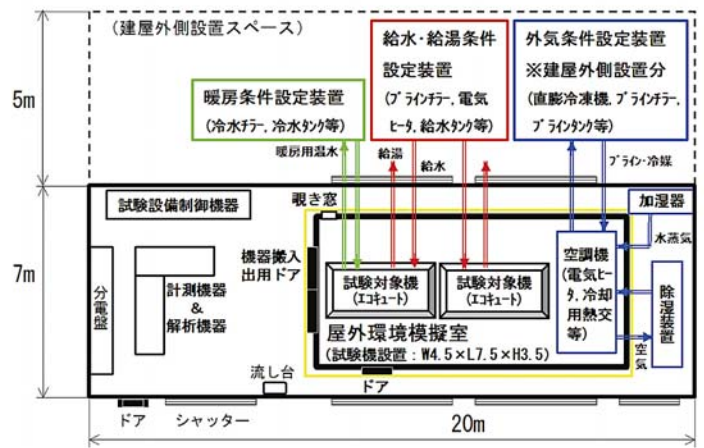 (建屋外側設置スペース)
給水・給湯条件
設定装置
(ブラインチラー,電気
ヒータ,給水タンク等)
外気条件設定装置
※建屋外側設置分
(直膨冷凍機,ブラインチラー,
ブラインタンク等)
暖房条件設定装置
(冷水チラー,冷水タンク等)
5m
暖房用温水
給湯
給水
ブライン・冷媒
試験設備制御機器
覗き窓
加湿器
水蒸気
機器搬入
出用ドア
空調機
(電気ヒー
タ,冷却
用熱交
等)
7m
分電盤
計測機器
&
解析機器
試験対象機
(エコキュート)
試験対象機
(エコキュート)
除湿装置
屋外環境模擬室
(試験機設置:W4.5×L7.5×H3.5)
空気
流し台
ドア
ドア
シャッター
20m